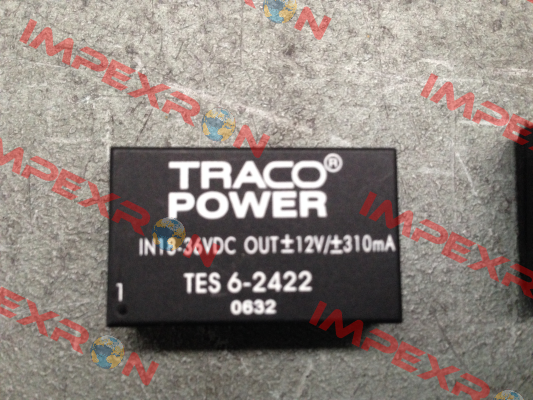 TRACO®
POWER
IN18-36VDC OUT±12V/±310mA
TES 6-2422
1
0632
IMPEXRON
IMPEXRON
IMPEXRON
IMPEXRON
IMPEXRON